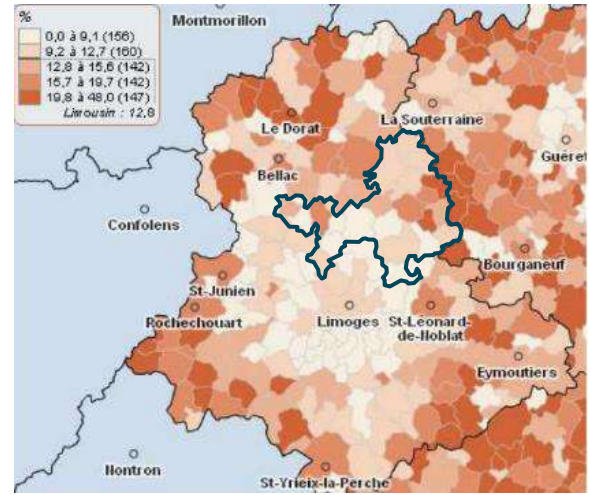 %
0,0 à 9,1 (156)
9,2 à 12,7 (160)
12,8 à 15,6 (142)
15,7 à 19,7 (142)
19,8 à 48,0 (147)
Limousin : 12,8
Montmorillon
La Souterraine
Le Dorat
Guéret
Bellac
Confolens
Bourganeuf
St-Junien
Rochechouart
Limoges
St-Léonard-
de-Noblat
Eymoutiers
Nontron
St-Yrieix-la-Perche